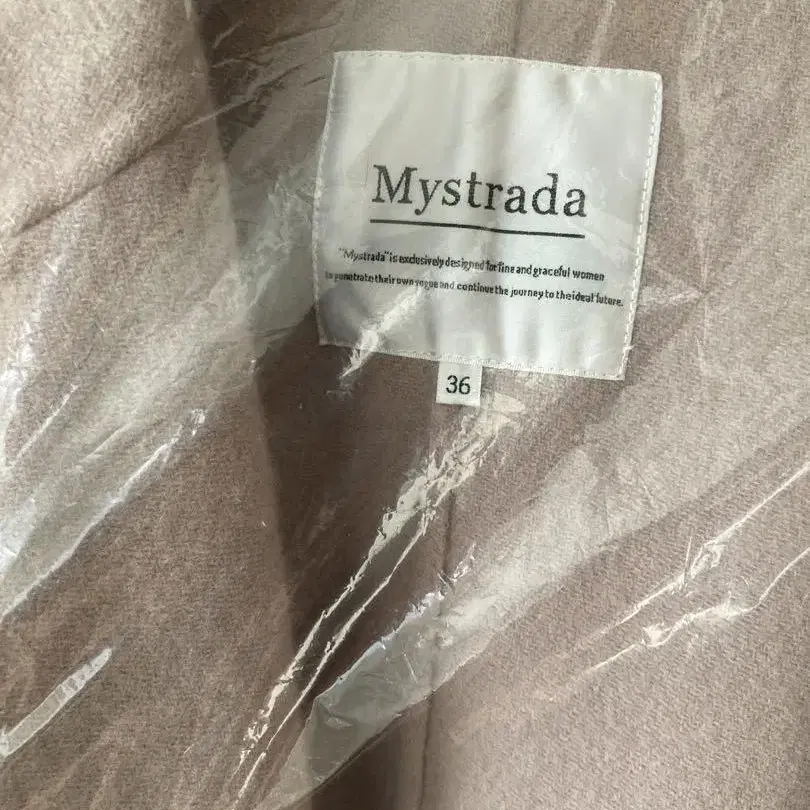 Mystrada
"Mystrada" is exclusively designed for fine and graceful women
to penetrate their own vogue and continue the journey to the ideal future.
36